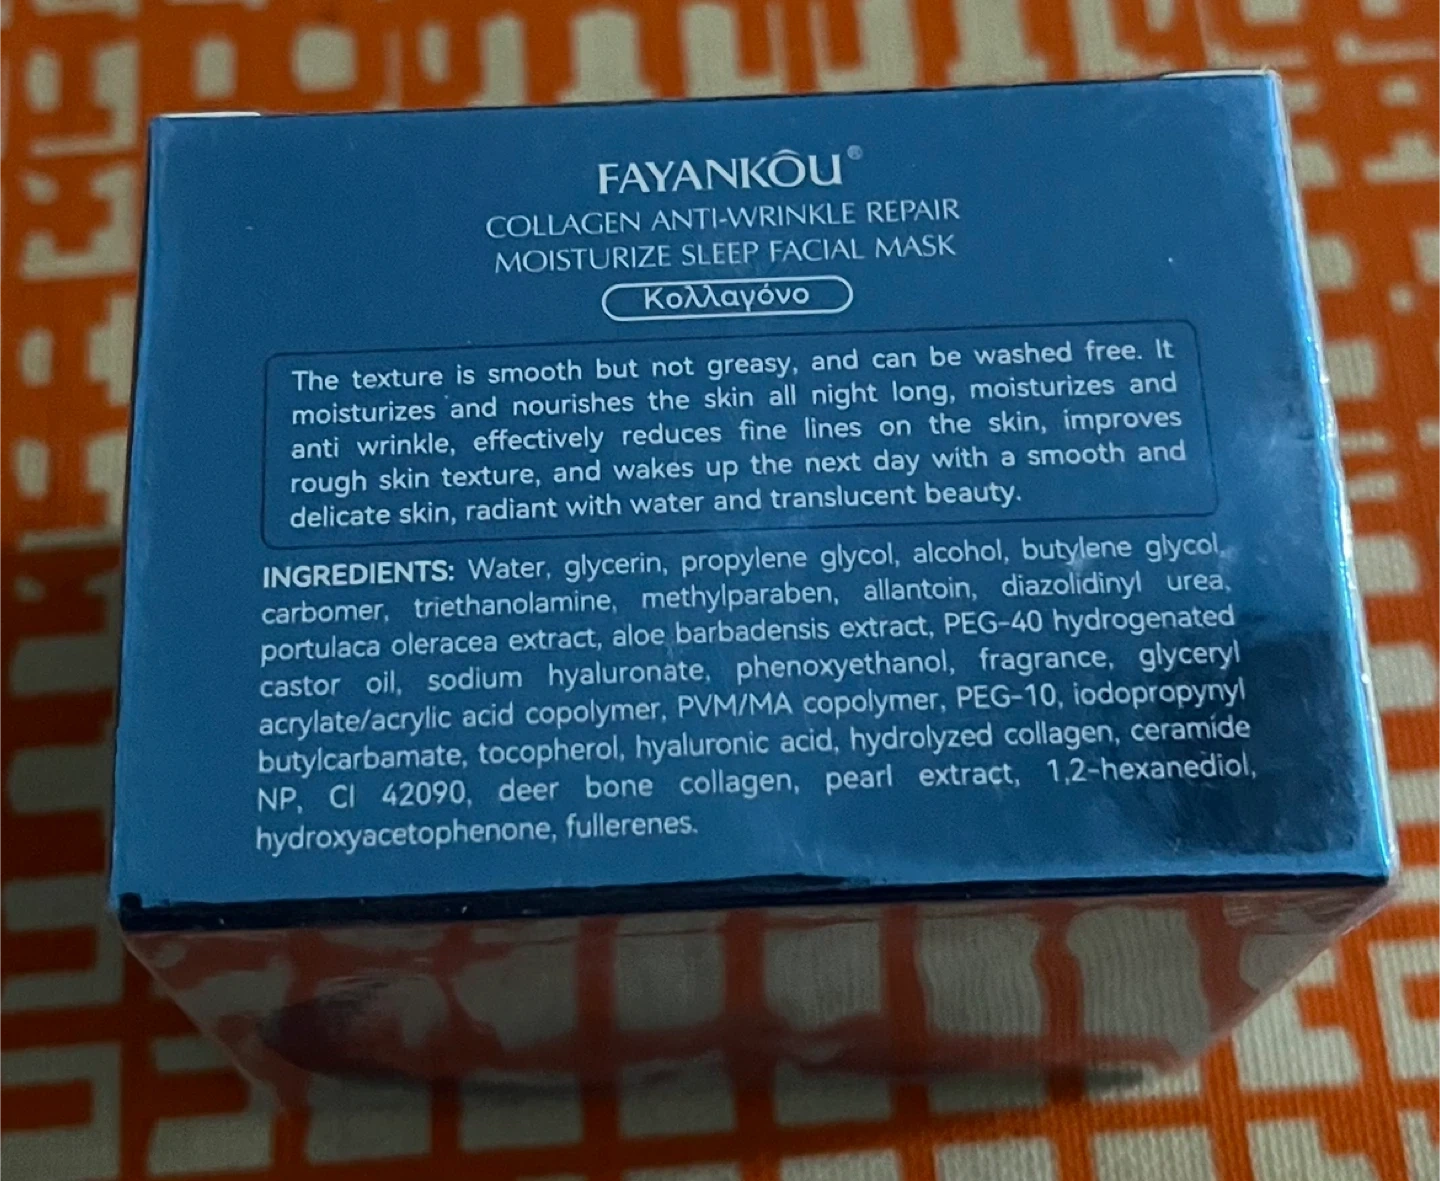 FAYANKÔU®
COLLAGEN ANTI-WRINKLE REPAIR
MOISTURIZE SLEEP FACIAL MASK
Κολλαγόνο
The texture is smooth but not greasy, and can be washed free. It
moisturizes and nourishes the skin all night long, moisturizes and
anti wrinkle, effectively reduces fine lines on the skin, improves
rough skin texture, and wakes up the next day with a smooth and
delicate skin, radiant with water and translucent beauty.
INGREDIENTS: Water, glycerin, propylene glycol, alcohol, butylene glycol,
carbomer, triethanolamine, methylparaben, allantoin, diazolidinyl urea,
portulaca oleracea extract, aloe barbadensis extract, PEG-40 hydrogenated
castor oil, sodium hyaluronate, phenoxyethanol, fragrance, glyceryl
acrylate/acrylic acid copolymer, PVM/MA copolymer, PEG-10, iodopropynyl
butylcarbamate, tocopherol, hyaluronic acid, hydrolyzed collagen, ceramide
NP, CI 42090, deer bone collagen, pearl extract, 1,2-hexanediol,
hydroxyacetophenone, fullerenes.